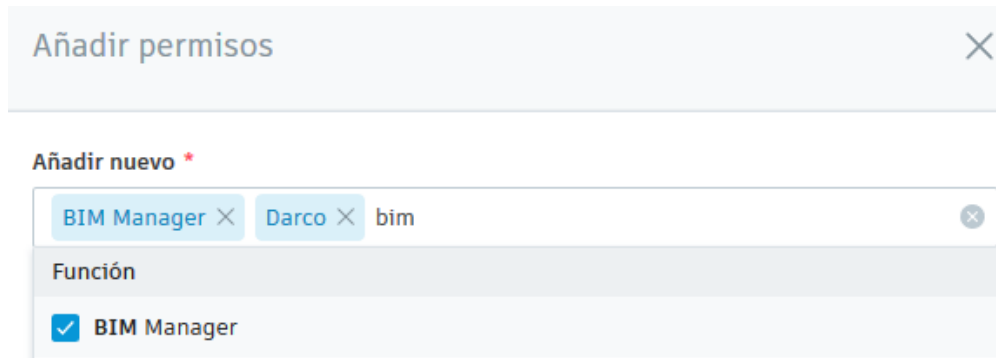 Añadir permisos
Añadir nuevo *
BIM Manager Darco bim
Función
BIM Manager